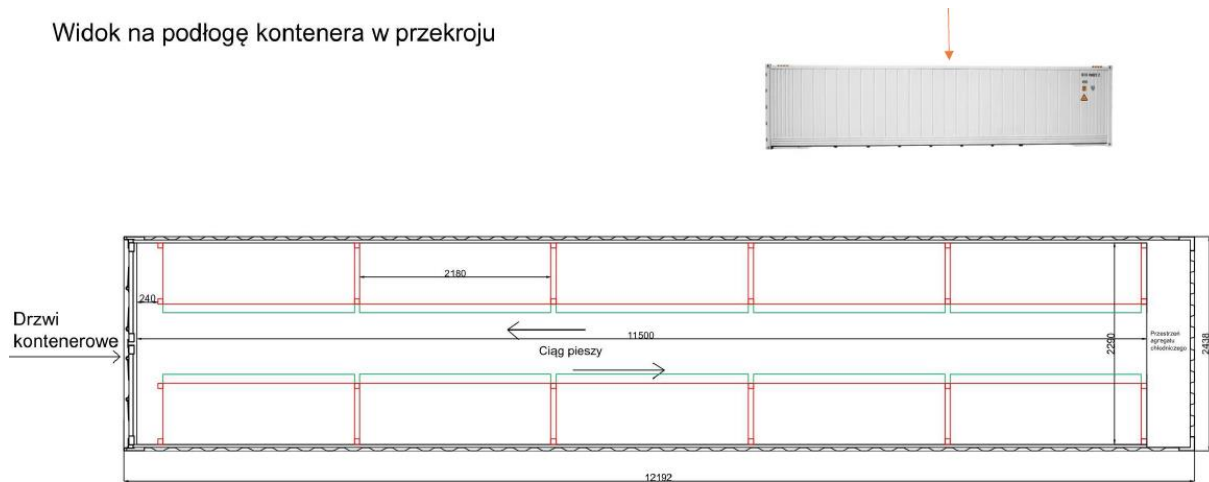 Widok na podłogę kontenera w przekroju
2180
240
Drzwi
kontenerowe
11500
Ciąg pieszy
2290
Przestrzeń
agregatu
chłodniczego
2438
12192